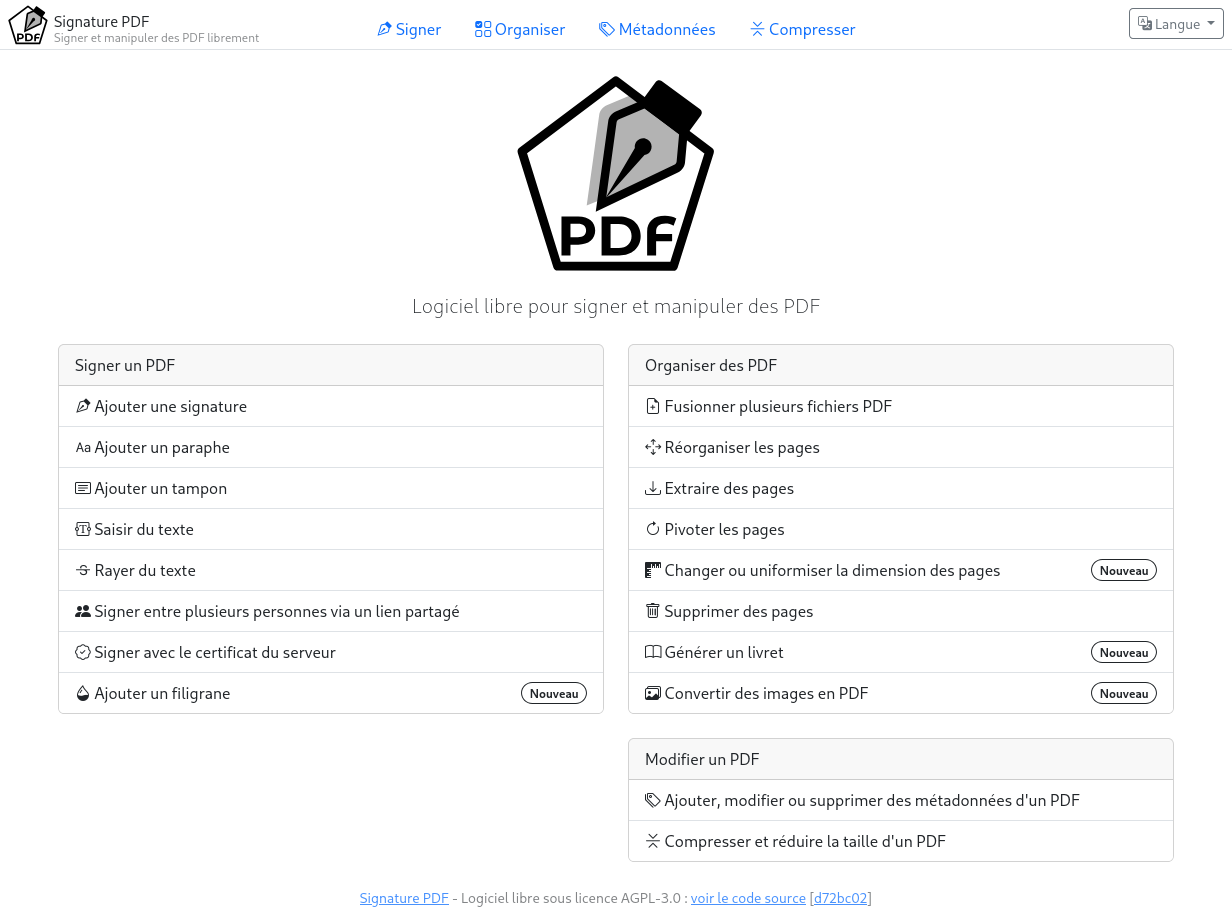 Signature PDF
Signer et manipuler des PDF librement
Signer
Organiser
Métadonnées
Compresser
Langue
PDF
PDF
Logiciel libre pour signer et manipuler des PDF
Signer un PDF
Ajouter une signature
Aa Ajouter un paraphe
Ajouter un tampon
Saisir du texte
Rayer du texte
Signer entre plusieurs personnes via un lien partagé
Signer avec le certificat du serveur
Ajouter un filigrane Nouveau
Organiser des PDF
Fusionner plusieurs fichiers PDF
Réorganiser les pages
Extraire des pages
Pivoter les pages
Changer ou uniformiser la dimension des pages Nouveau
Supprimer des pages
Générer un livret Nouveau
Convertir des images en PDF Nouveau
Modifier un PDF
Ajouter, modifier ou supprimer des métadonnées d'un PDF
Compresser et réduire la taille d'un PDF
Signature PDF - Logiciel libre sous licence AGPL-3.0 : voir le code source [d72bc02]